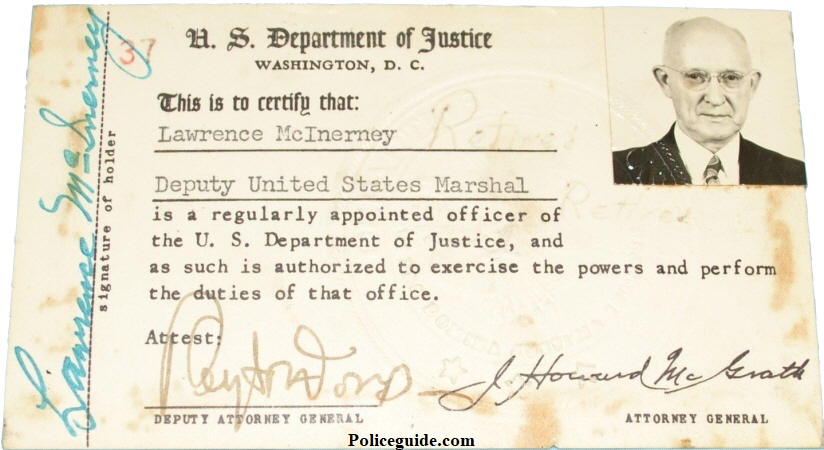 U. S. Department of Justice
WASHINGTON, D. C.
This is to certify that:
Lawrence McInerney
Deputy United States Marshal
is a regularly appointed officer of
the U. S. Department of Justice, and
as such is authorized to exercise the powers and perform
the duties of that office.
Attest:
J. Howard McGrath
DEPUTY ATTORNEY GENERAL
ATTORNEY GENERAL
Lawrence McInerney
signature of holder
37
Retired
Retired
Policeguide.com